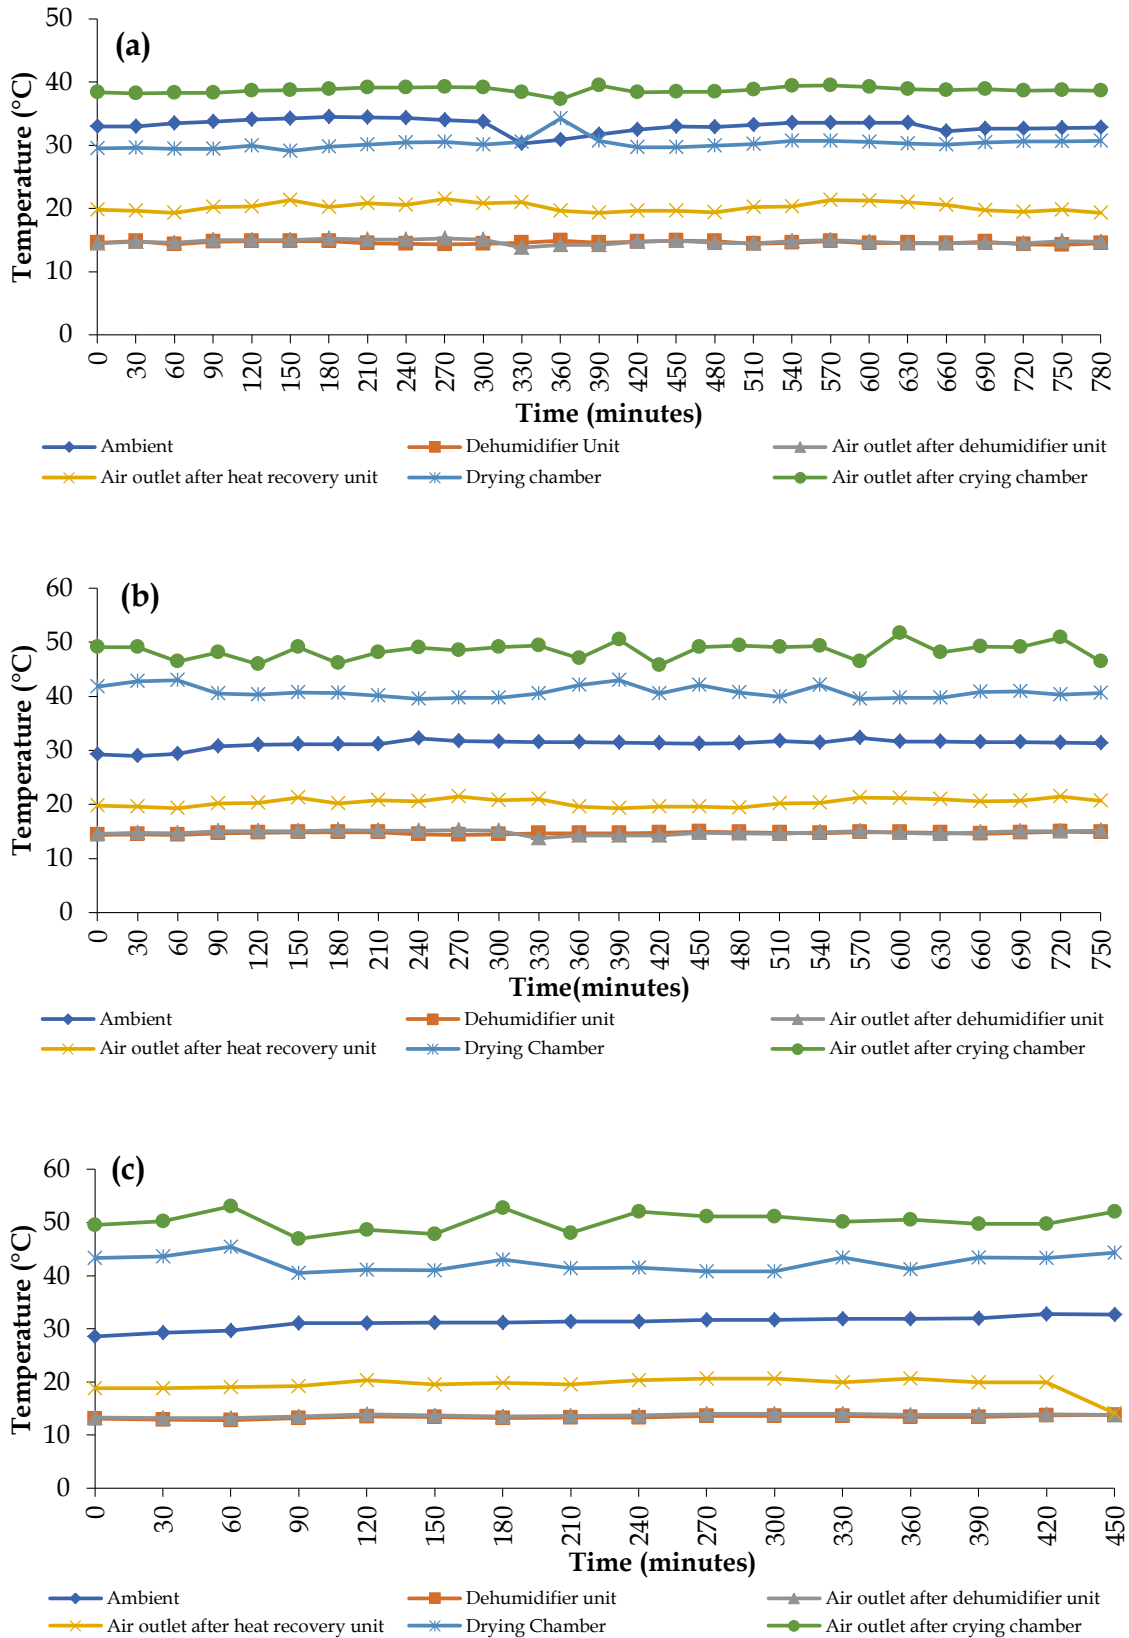 (a)
Temperature (°C)
50
40
30
20
10
0
0 30 60 90 120 150 180 210 240 270 300 330 360 390 420 450 480 510 540 570 600 630 660 690 720 750 780
Time (minutes)
Ambient Dehumidifier Unit Air outlet after dehumidifier unit
Air outlet after heat recovery unit Drying chamber Air outlet after crying chamber
(b)
Temperature (°C)
60
50
40
30
20
10
0
0 30 60 90 120 150 180 210 240 270 300 330 360 390 420 450 480 510 540 570 600 630 660 690 720 750
Time(minutes)
Ambient Dehumidifier unit Air outlet after dehumidifier unit
Air outlet after heat recovery unit Drying Chamber Air outlet after crying chamber
(c)
Temperature (°C)
60
50
40
30
20
10
0
0 30 60 90 120 150 180 210 240 270 300 330 360 390 420 450
Time (minutes)
Ambient Dehumidifier unit Air outlet after dehumidifier unit
Air outlet after heat recovery unit Drying Chamber Air outlet after crying chamber